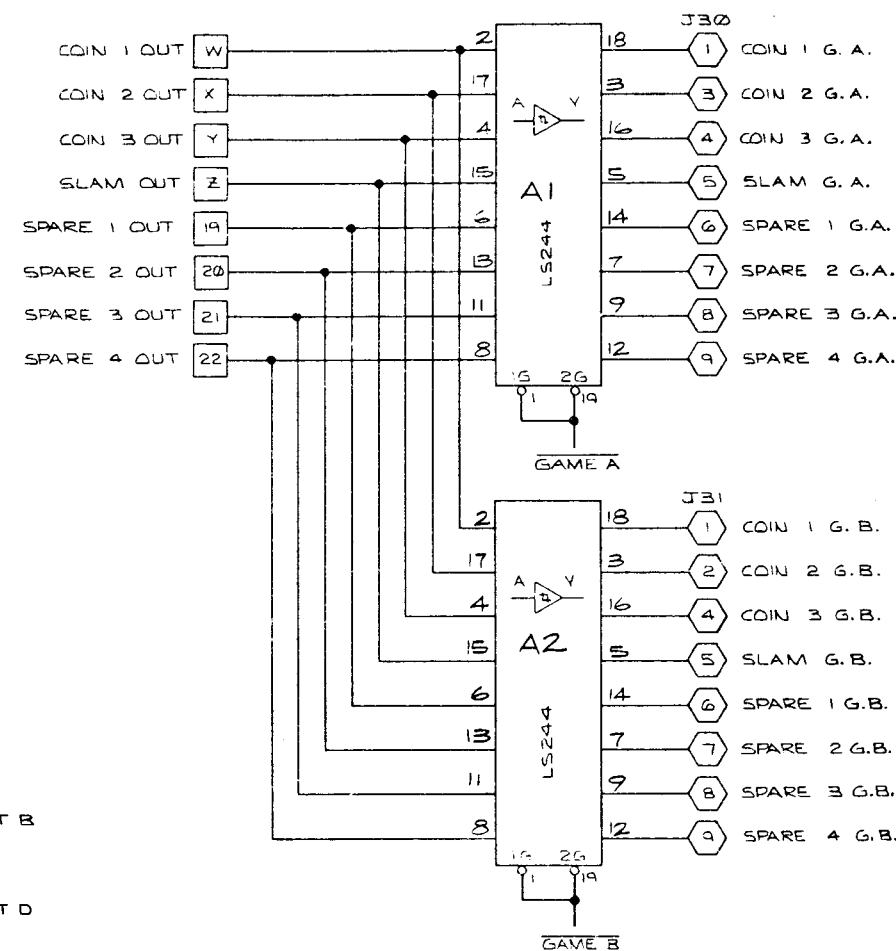 J30
COIN 1 OUT W 2 18 1 COIN 1 G. A.
COIN 2 OUT X 17 3 3 COIN 2 G.A.
A Y
COIN 3 OUT Y 4 16 4 COIN 3 G.A.
SLAM OUT Z 15 5 5 SLAM G.A.
A1
SPARE 1 OUT 19 6 14 6 SPARE 1 G.A.
LS244
SPARE 2 OUT 20 13 7 7 SPARE 2 G.A.
SPARE 3 OUT 21 11 9 8 SPARE 3 G.A.
SPARE 4 OUT 22 8 12 9 SPARE 4 G.A.
1G 2G
1 19
GAME A
J31
2 18 1 COIN 1 G.B.
17 3 2 COIN 2 G.B.
A Y
4 16 4 COIN 3 G.B.
A2
15 5 5 SLAM G.B.
6 14 6 SPARE 1 G.B.
LS244
13 7 7 SPARE 2 G.B.
11 9 8 SPARE 3 G.B.
T B
8 12 9 SPARE 4 G.B.
1G 2G
1 19
T D
GAME B